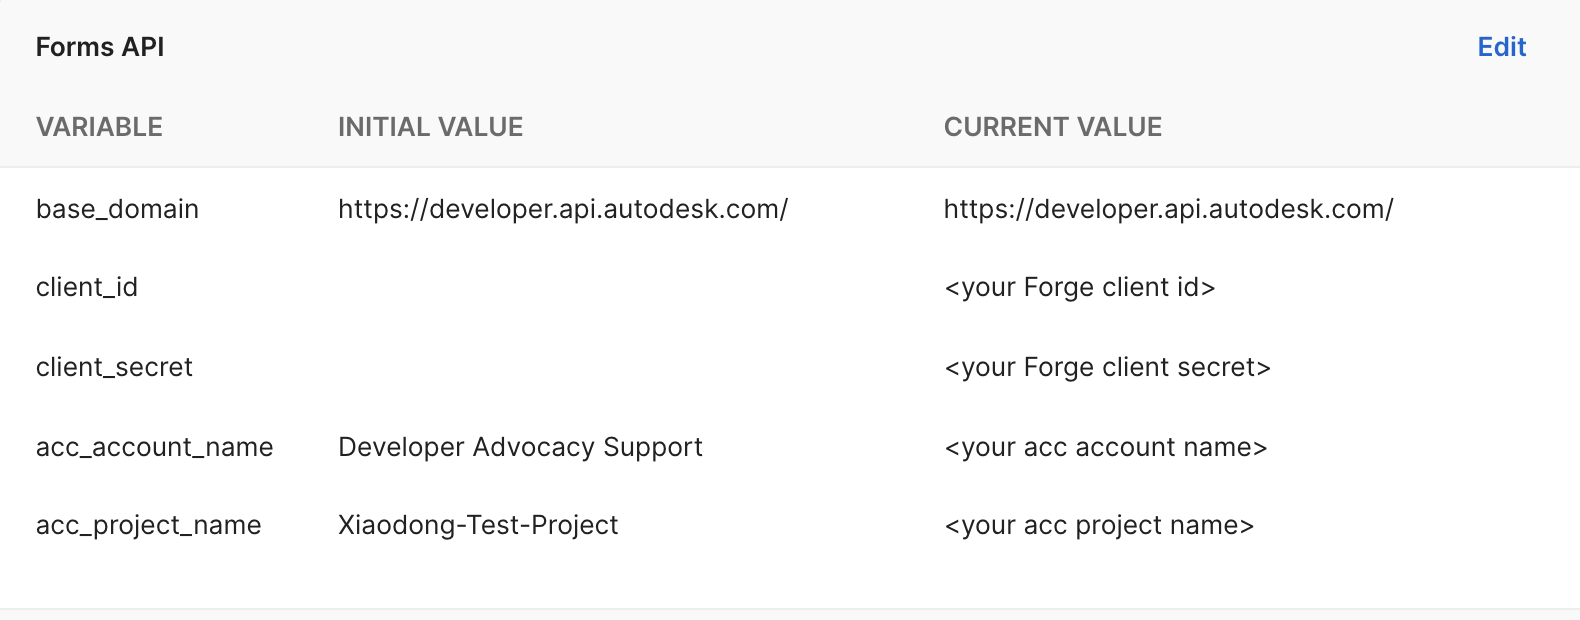 Forms API Edit
VARIABLE INITIAL VALUE CURRENT VALUE
base_domain https://developer.api.autodesk.com/ https://developer.api.autodesk.com/
client_id <your Forge client id>
client_secret <your Forge client secret>
acc_account_name Developer Advocacy Support <your acc account name>
acc_project_name Xiaodong-Test-Project <your acc project name>